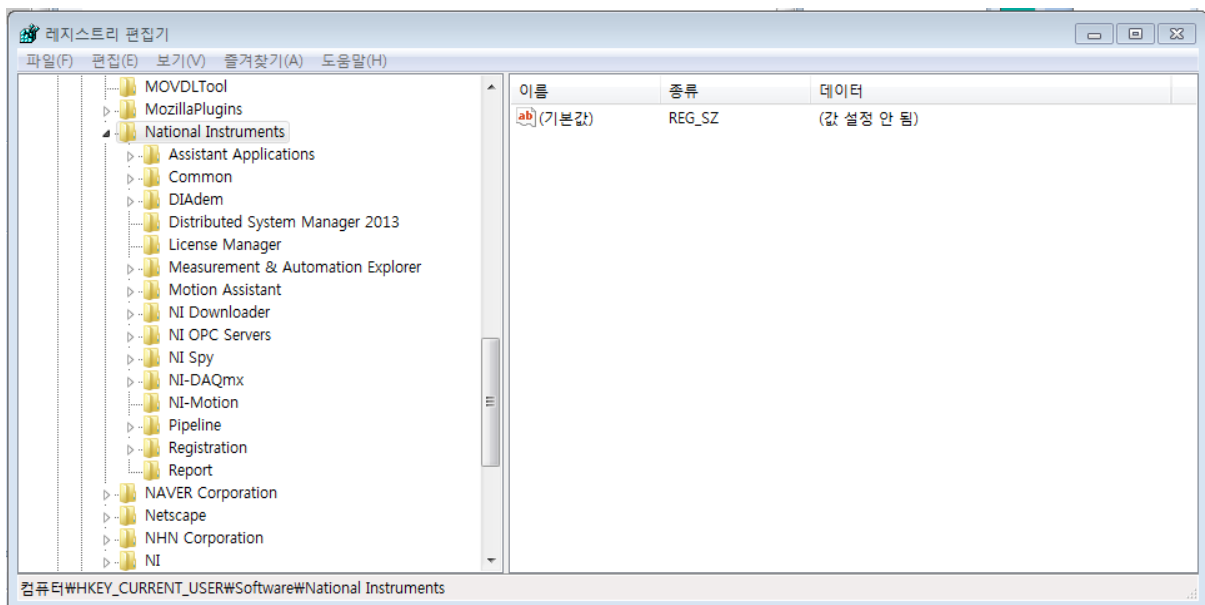 레지스트리 편집기
파일(F) 편집(E) 보기(V) 즐겨찾기(A) 도움말(H)
MOVDLTool
MozillaPlugins
National Instruments
Assistant Applications
Common
DIAdem
Distributed System Manager 2013
License Manager
Measurement & Automation Explorer
Motion Assistant
NI Downloader
NI OPC Servers
NI Spy
NI-DAQmx
NI-Motion
Pipeline
Registration
Report
NAVER Corporation
Netscape
NHN Corporation
NI
이름 종류 데이터
ab (기본값) REG_SZ (값 설정 안 됨)
컴퓨터₩HKEY_CURRENT_USER₩Software₩National Instruments